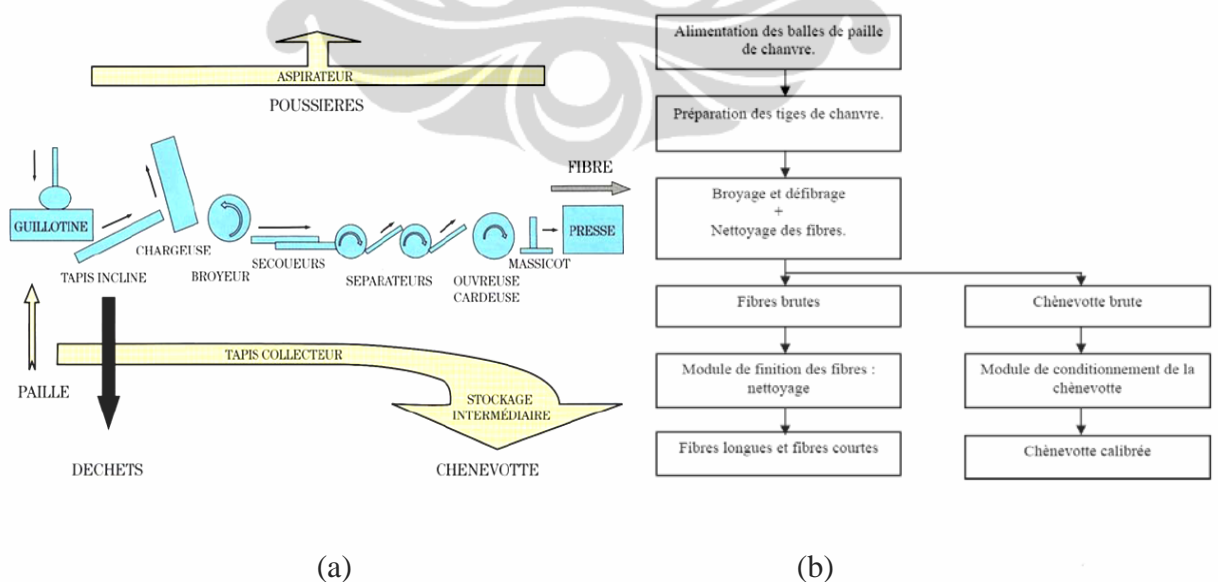 ASPIRATEUR
POUSSIERES
FIBRE
GUILLOTINE
CHARGEUSE
TAPIS INCLINE
BROYEUR
SECOUEURS
SEPARATEURS
OUVREUSE
CARDEUSE
MASSICOT
PRESSE
PAILLE
TAPIS COLLECTEUR
STOCKAGE
INTERMÉDIAIRE
DECHETS
CHENEVOTTE
(a)
Alimentation des balles de paille
de chanvre.
Préparation des tiges de chanvre.
Broyage et défibrage
+
Nettoyage des fibres.
Fibres brutes
Chènevotte brute
Module de finition des fibres :
nettoyage
Module de conditionnement de la
chènevotte
Fibres longues et fibres courtes
Chènevotte calibrée
(b)